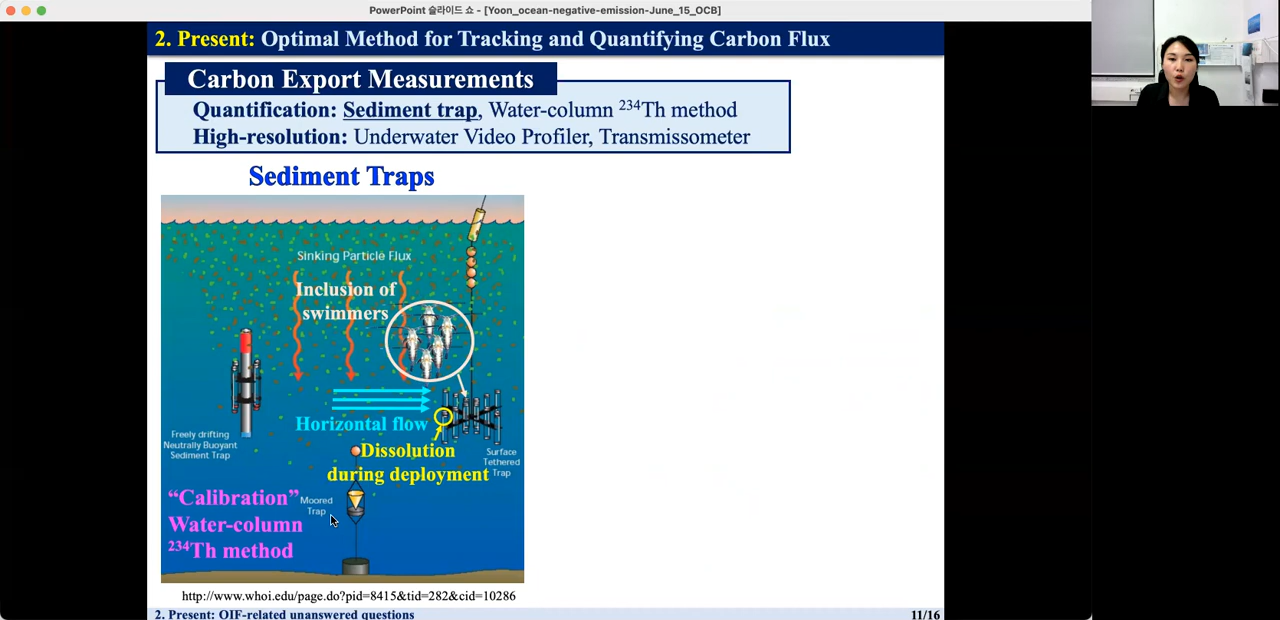 PowerPoint 슬라이드 쇼 - [Yoon_ocean-negative-emission-June_15_OCB]
2. Present: Optimal Method for Tracking and Quantifying Carbon Flux
Carbon Export Measurements
Quantification: Sediment trap, Water-column ²³⁴Th method
High-resolution: Underwater Video Profiler, Transmissometer
Sediment Traps
Sinking Particle Flux
Inclusion of
swimmers
Horizontal flow
Freely drifting
Neutrally Buoyant
Sediment Trap
Dissolution
during deployment
Surface
Tethered
Trap
"Calibration"
Water-column
²³⁴Th method
Moored
Trap
http://www.whoi.edu/page.do?pid=8415&tid=282&cid=10286
2. Present: OIF-related unanswered questions
11/16